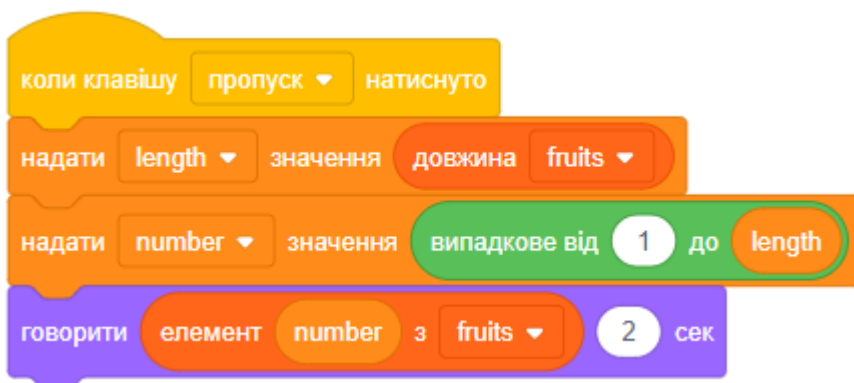 коли клавішу пропуск натиснуто
надати length значення довжина fruits
надати number значення випадкове від 1 до length
говорити елемент number з fruits 2 сек